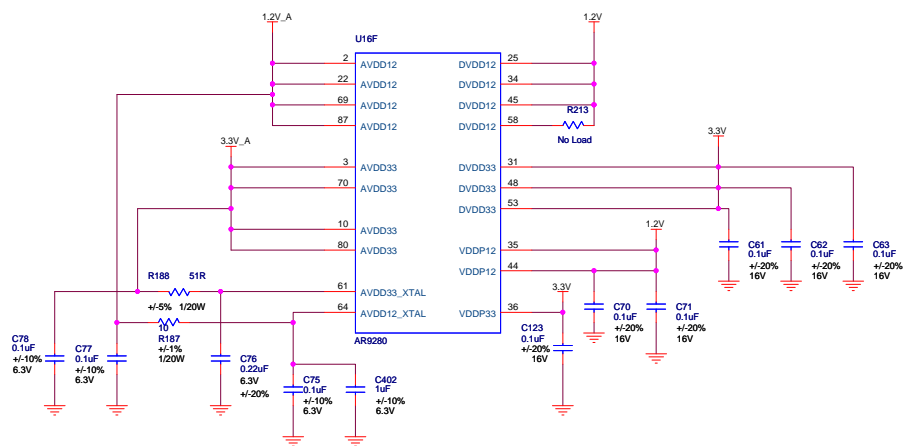 1.2V_A
1.2V
U16F
2 AVDD12 DVDD12 25
22 AVDD12 DVDD12 34
69 AVDD12 DVDD12 45
87 AVDD12 DVDD12 58
R213
No Load
3.3V_A
3.3V
3 AVDD33 DVDD33 31
70 AVDD33 DVDD33 48
DVDD33 53
10 AVDD33
80 AVDD33
1.2V
VDDP12 35
VDDP12 44
C61
0.1uF
+/-20%
16V
C62
0.1uF
+/-20%
16V
C63
0.1uF
+/-20%
16V
R188 51R
+/-5% 1/20W
61 AVDD33_XTAL
64 AVDD12_XTAL
3.3V
VDDP33 36
AR9280
10
R187
+/-1%
1/20W
C70
0.1uF
+/-20%
16V
C71
0.1uF
+/-20%
16V
C123
0.1uF
+/-20%
16V
C78
0.1uF
+/-10%
6.3V
C77
0.1uF
+/-10%
6.3V
C76
0.22uF
6.3V
+/-20%
C75
0.1uF
+/-10%
6.3V
C402
1uF
+/-10%
6.3V